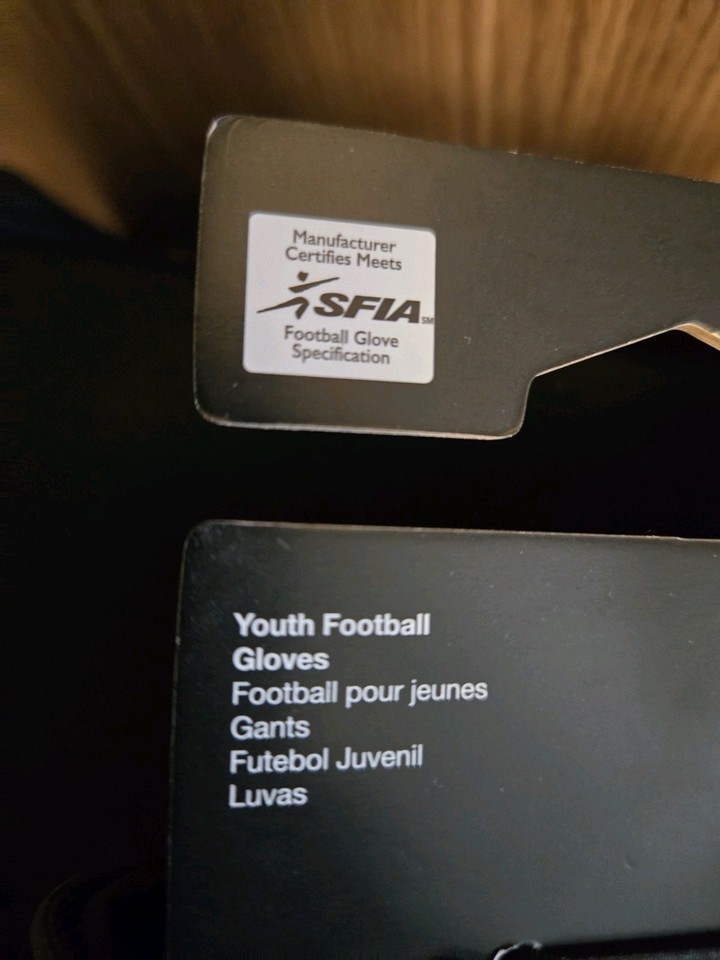 Manufacturer
Certifies Meets
SFIA SM
Football Glove
Specification
Youth Football
Gloves
Football pour jeunes
Gants
Futebol Juvenil
Luvas